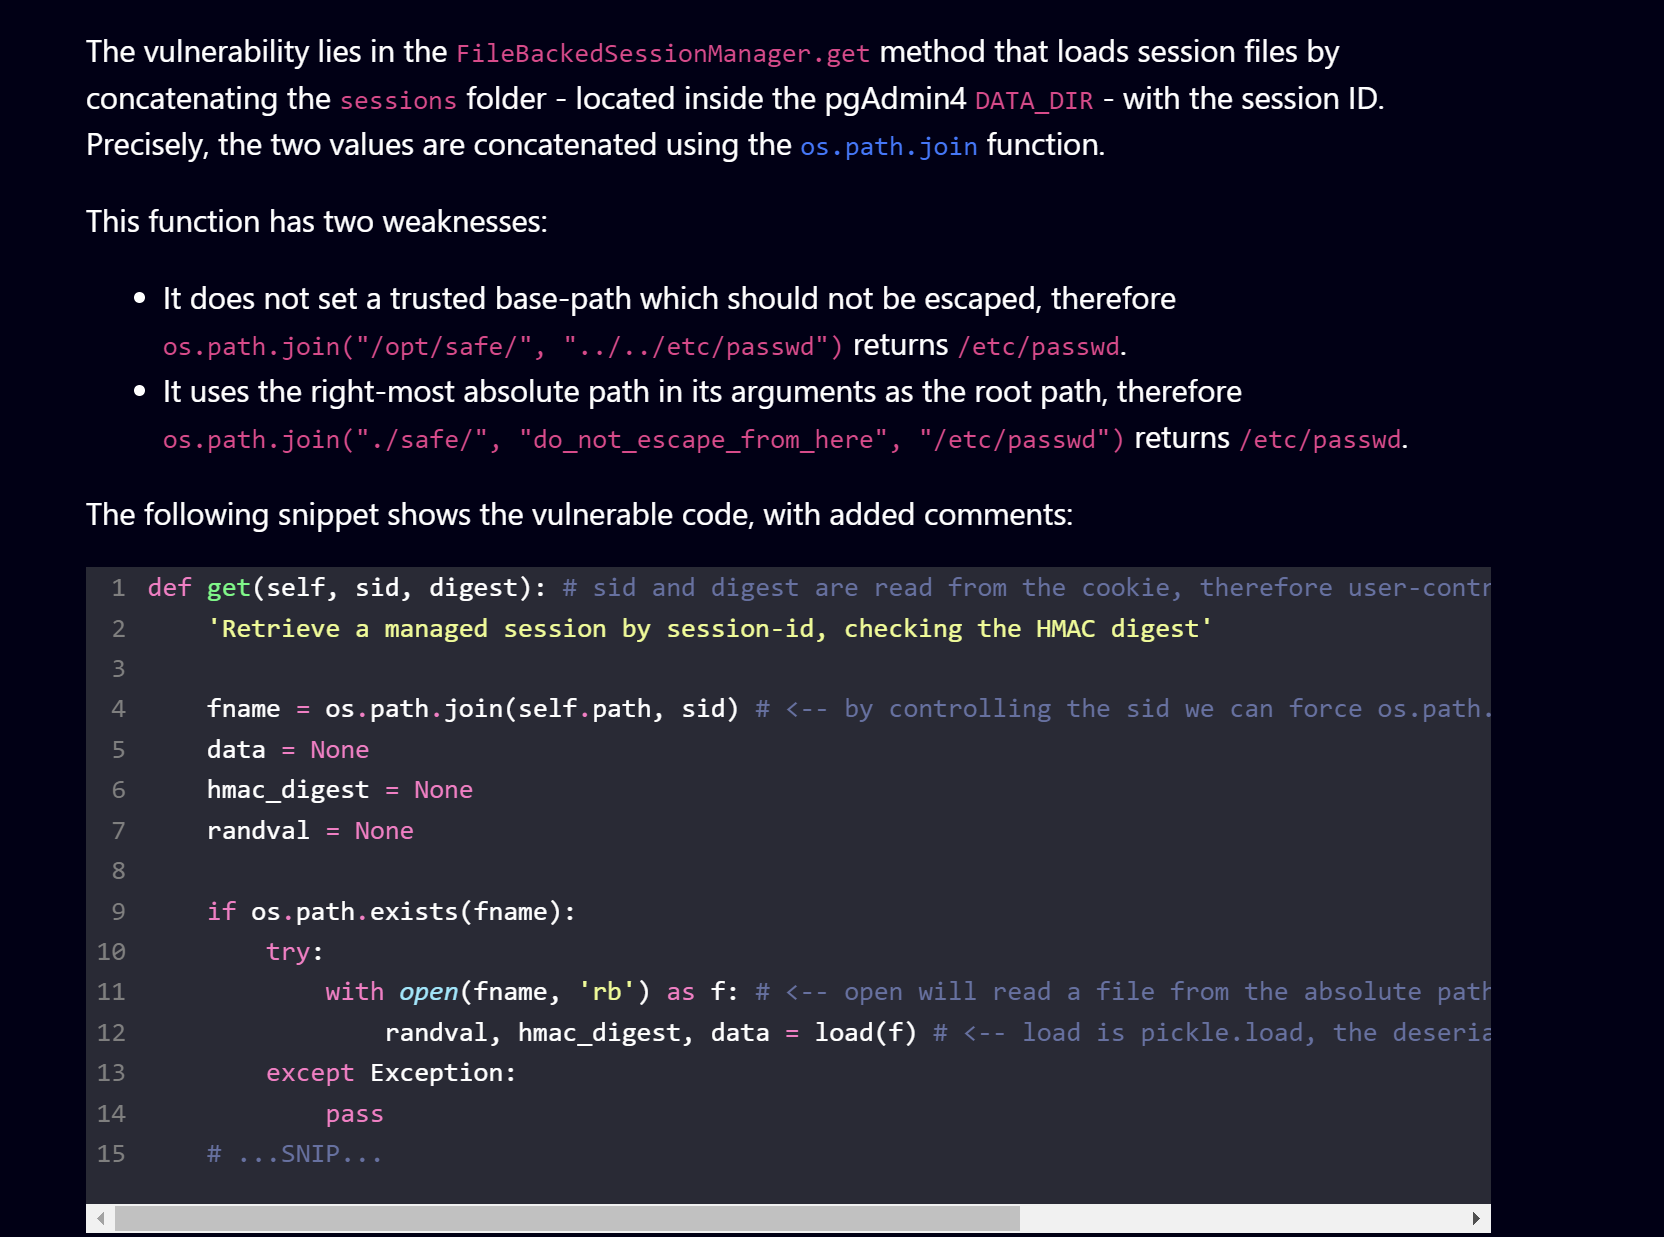 The vulnerability lies in the FileBackedSessionManager.get method that loads session files by
concatenating the sessions folder - located inside the pgAdmin4 DATA_DIR - with the session ID.
Precisely, the two values are concatenated using the os.path.join function.
This function has two weaknesses:
• It does not set a trusted base-path which should not be escaped, therefore
os.path.join("/opt/safe/", "../../etc/passwd") returns /etc/passwd.
• It uses the right-most absolute path in its arguments as the root path, therefore
os.path.join("./safe/", "do_not_escape_from_here", "/etc/passwd") returns /etc/passwd.
The following snippet shows the vulnerable code, with added comments:
1 def get(self, sid, digest): # sid and digest are read from the cookie, therefore user-contr
2     'Retrieve a managed session by session-id, checking the HMAC digest'
3
4     fname = os.path.join(self.path, sid) # <-- by controlling the sid we can force os.path.
5     data = None
6     hmac_digest = None
7     randval = None
8
9     if os.path.exists(fname):
10         try:
11             with open(fname, 'rb') as f: # <-- open will read a file from the absolute path
12                 randval, hmac_digest, data = load(f) # <-- load is pickle.load, the deseria
13         except Exception:
14             pass
15     # ...SNIP...